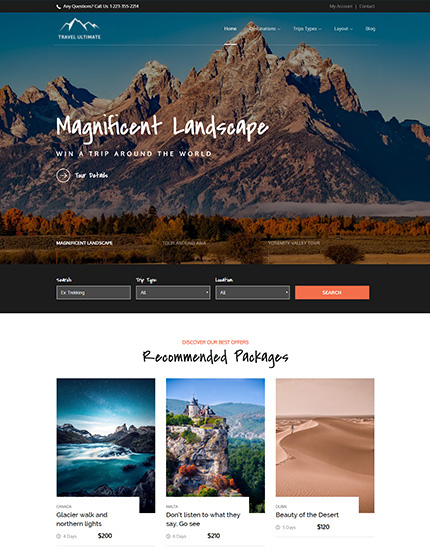 Any Questions? Call Us: 1-223-355-2214
My Account | Contact
TRAVEL ULTIMATE
Home Destinations Trips Types Layout Blog
Magnificent Landscape
WIN A TRIP AROUND THE WORLD
Tour Details
MAGNIFICENT LANDSCAPE
TOUR AROUND ASIA
YOSEMITY VALLEY TOUR
Search
Trip Type
Location
Ex: Trekking
All
All
SEARCH
DISCOVER OUR BEST OFFERS
Recommended Packages
CANADA
Glacier walk and
northern lights
4 Days $200
MALTA
Don't listen to what they
say. Go see
4 Days $210
DUBAI
Beauty of the Desert
5 Days $120